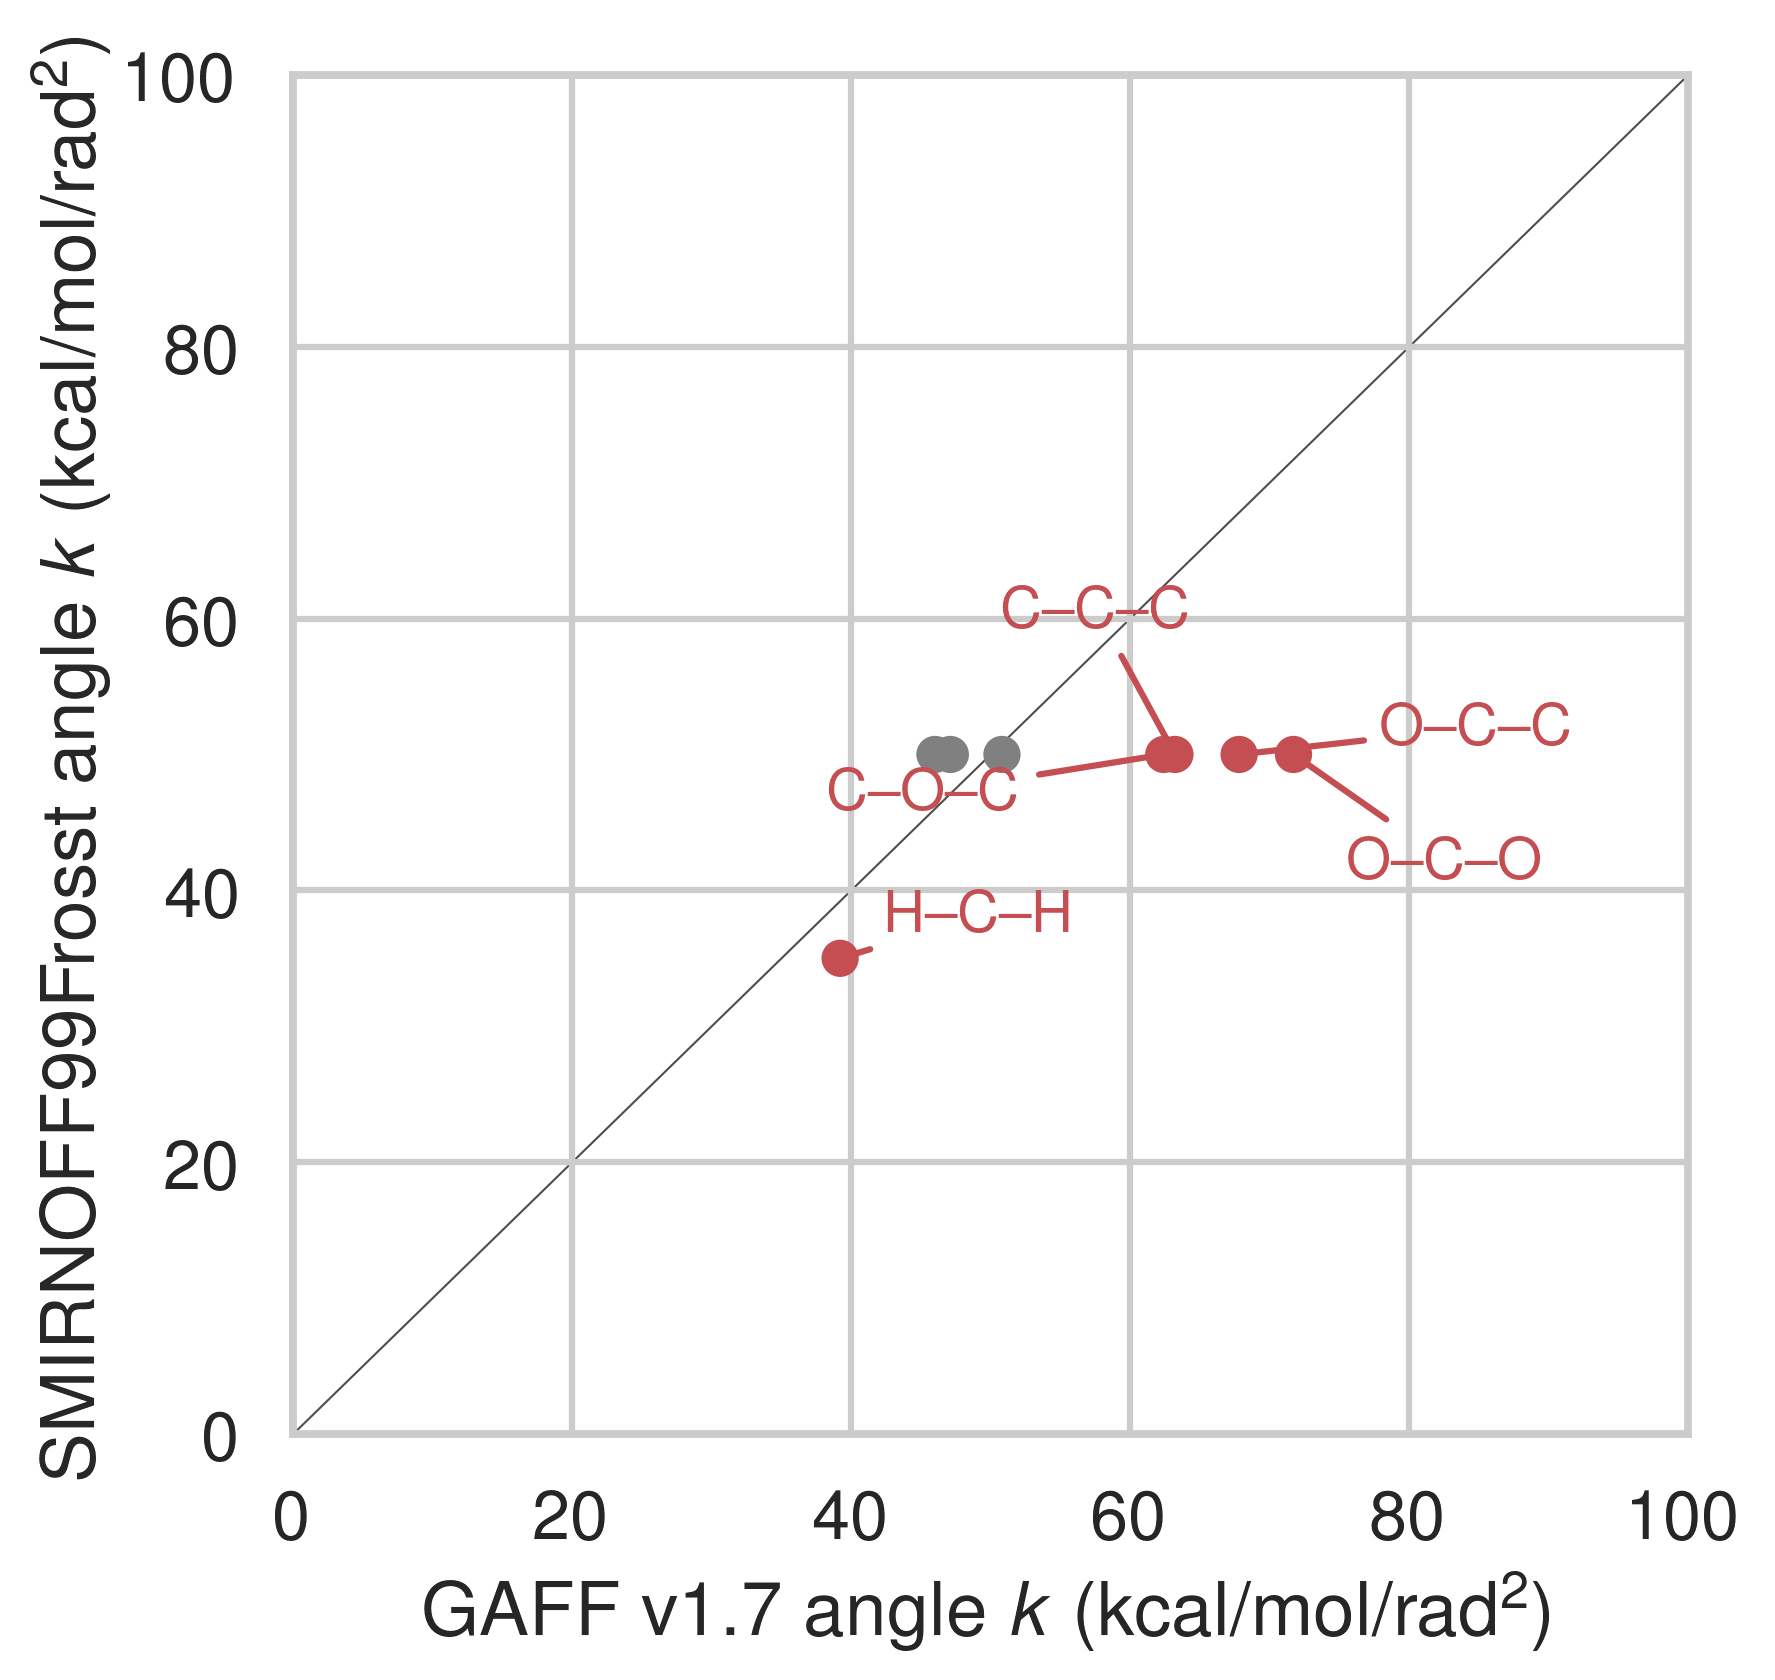 SMIRNOFF99Frosst angle k (kcal/mol/rad²)
100
80
60
40
20
0
C–C–C
O–C–C
C–O–C
O–C–O
H–C–H
0 20 40 60 80 100
GAFF v1.7 angle k (kcal/mol/rad²)